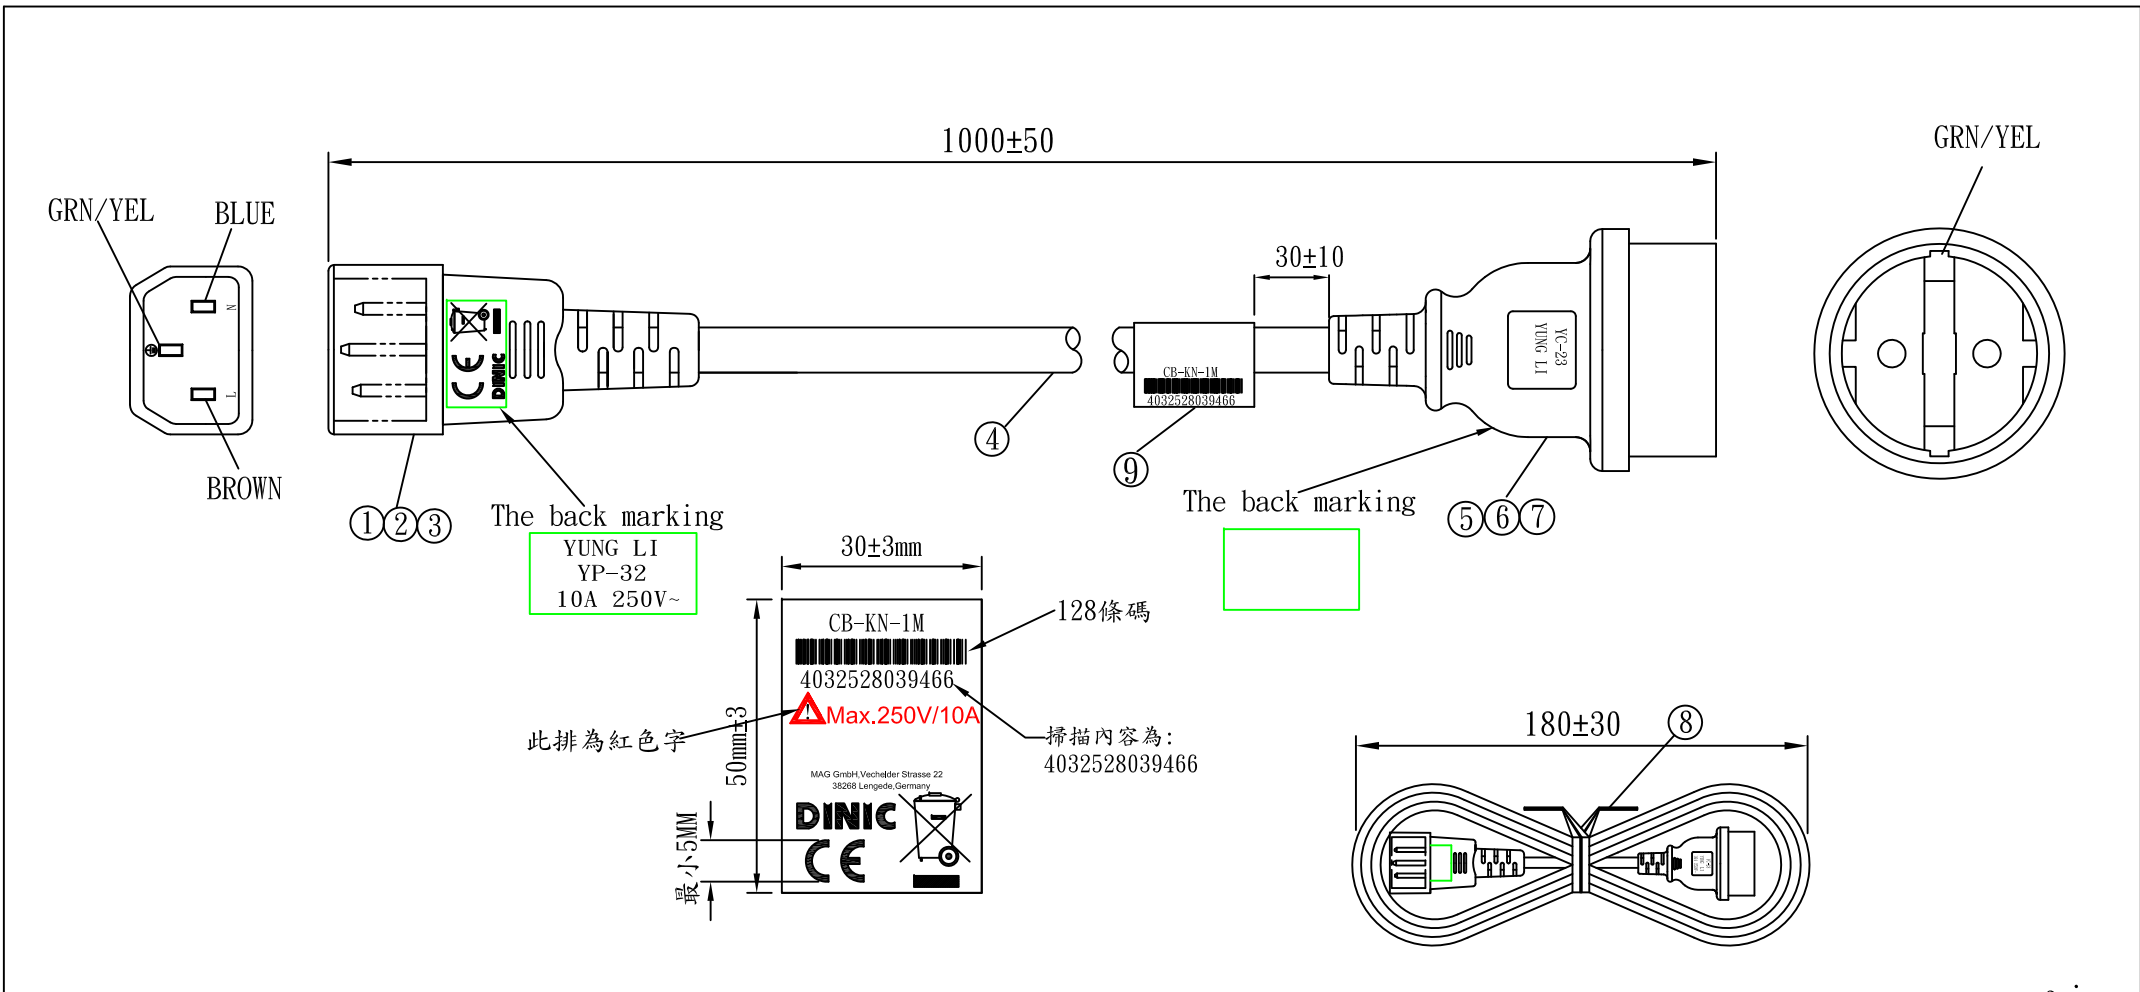 1000±50
GRN/YEL
GRN/YEL
BLUE
30±10
N
L
BROWN
DINIC
CE
YC-23
YUNG LI
CB-KN-1M
4032528039466
④
⑨
①②③
The back marking
YUNG LI
YP-32
10A 250V~
The back marking
⑤⑥⑦
30±3mm
50mm±3
CB-KN-1M
4032528039466
⚠Max.250V/10A
MAG GmbH,Vechelder Strasse 22
38268 Lengede,Germany
DINIC
CE
128條碼
此排為紅色字
掃描內容為:
4032528039466
最小5MM
180±30
⑧